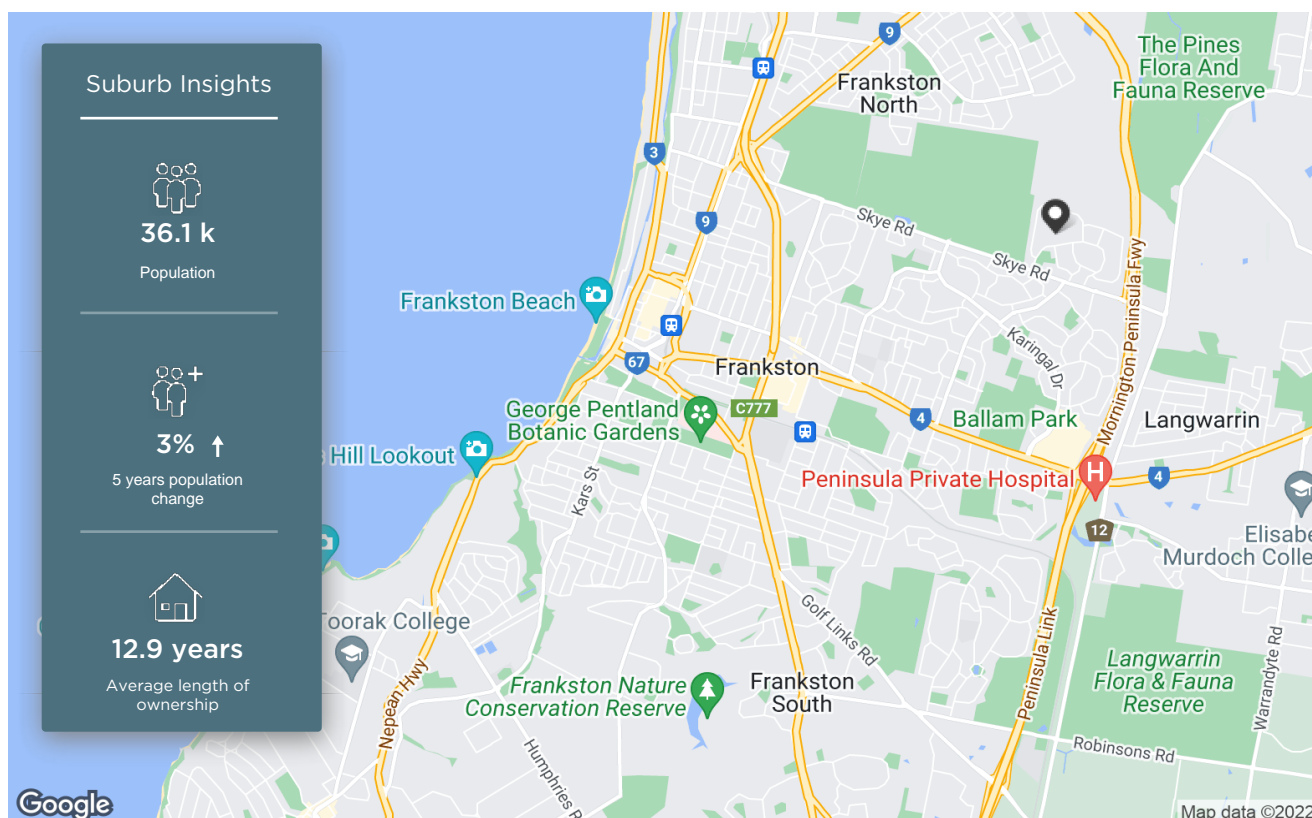 Suburb Insights
36.1 k
Population
3%
5 years population
change
12.9 years
Average length of
ownership
9
The Pines
Flora And
Fauna Reserve
Frankston
North
3
Skye Rd
9
Skye Rd
Mornington Peninsula Fwy
Frankston Beach
Karingal Dr
67
Frankston
George Pentland
Botanic Gardens
C777
4
Ballam Park
Langwarrin
Hill Lookout
Kars St
Peninsula Private Hospital
H
4
12
Elisabe
Murdoch Colle
Toorak College
Golf Links Rd
Peninsula Link
Langwarrin
Flora & Fauna
Reserve
Warrandyte Rd
Nepean Hwy
Frankston Nature
Conservation Reserve
Frankston
South
Robinsons Rd
Humphries R
Google
Map data ©2022